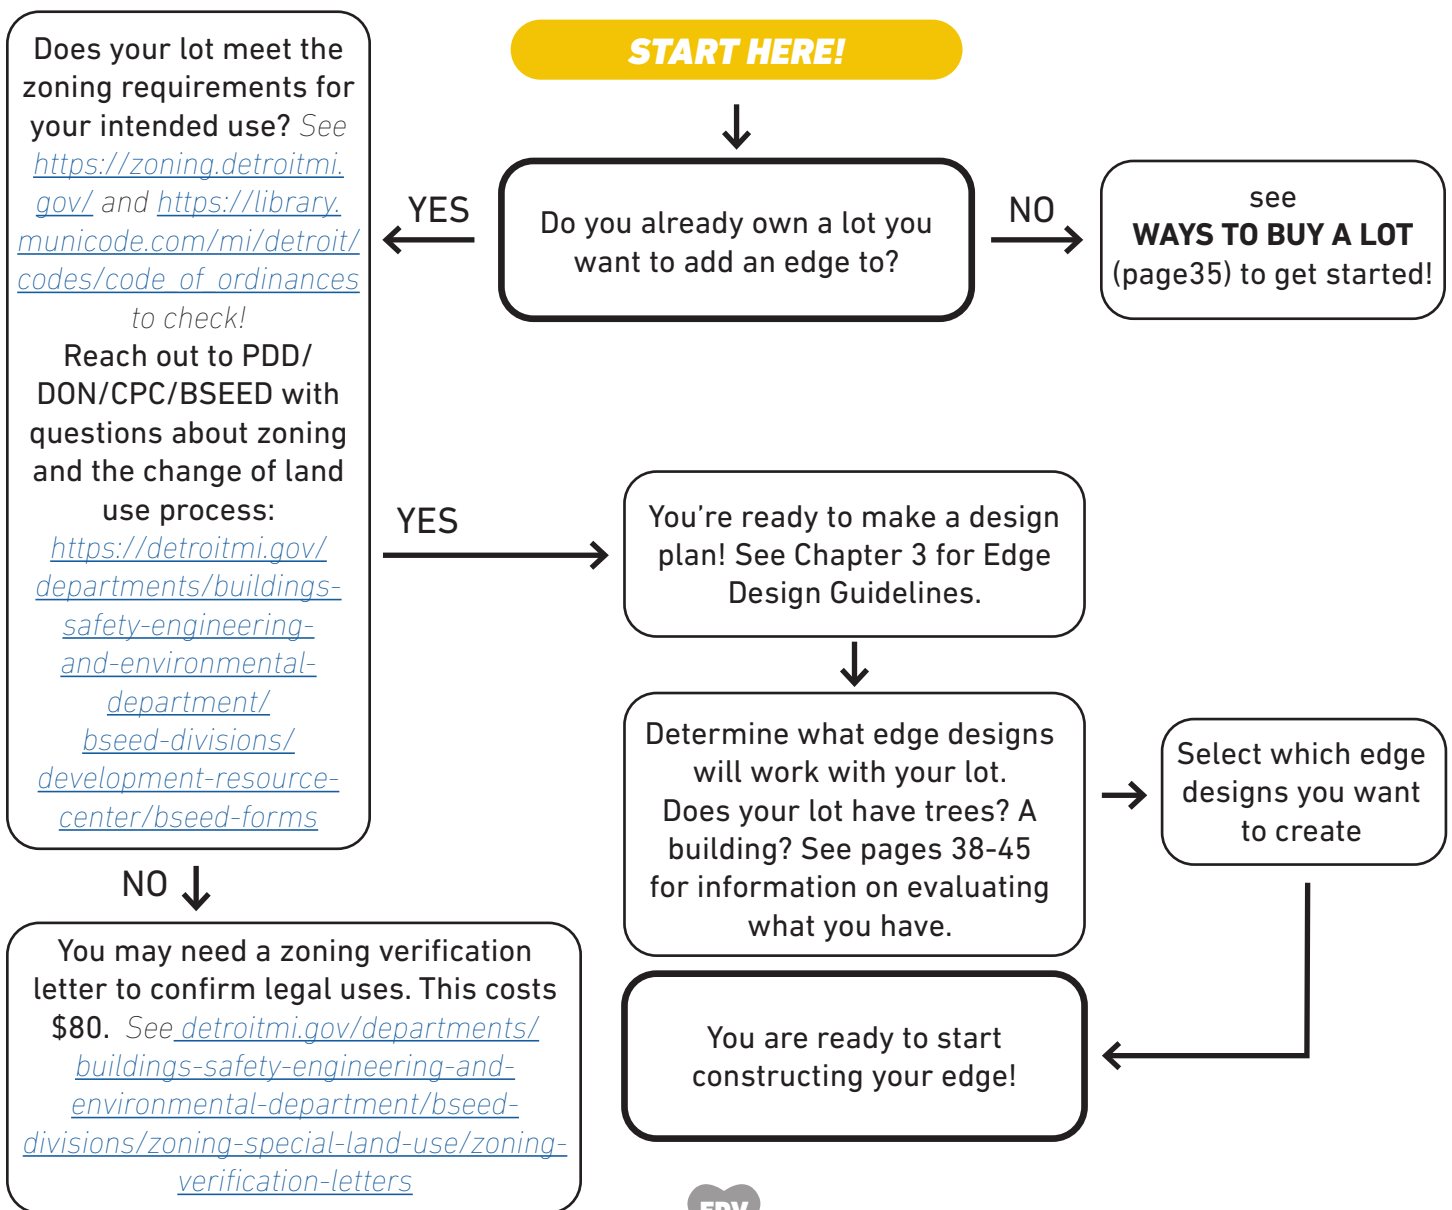 START HERE!
Do you already own a lot you
want to add an edge to?
YES
NO
see
WAYS TO BUY A LOT
(page35) to get started!
Does your lot meet the
zoning requirements for
your intended use? See
https://zoning.detroitmi.
gov/ and https://library.
municode.com/mi/detroit/
codes/code_of_ordinances
to check!
Reach out to PDD/
DON/CPC/BSEED with
questions about zoning
and the change of land
use process:
https://detroitmi.gov/
departments/buildings-
safety-engineering-
and-environmental-
department/
bseed-divisions/
development-resource-
center/bseed-forms
YES
NO
You may need a zoning verification
letter to confirm legal uses. This costs
$80. See detroitmi.gov/departments/
buildings-safety-engineering-and-
environmental-department/bseed-
divisions/zoning-special-land-use/zoning-
verification-letters
You're ready to make a design
plan! See Chapter 3 for Edge
Design Guidelines.
Determine what edge designs
will work with your lot.
Does your lot have trees? A
building? See pages 38-45
for information on evaluating
what you have.
Select which edge
designs you want
to create
You are ready to start
constructing your edge!